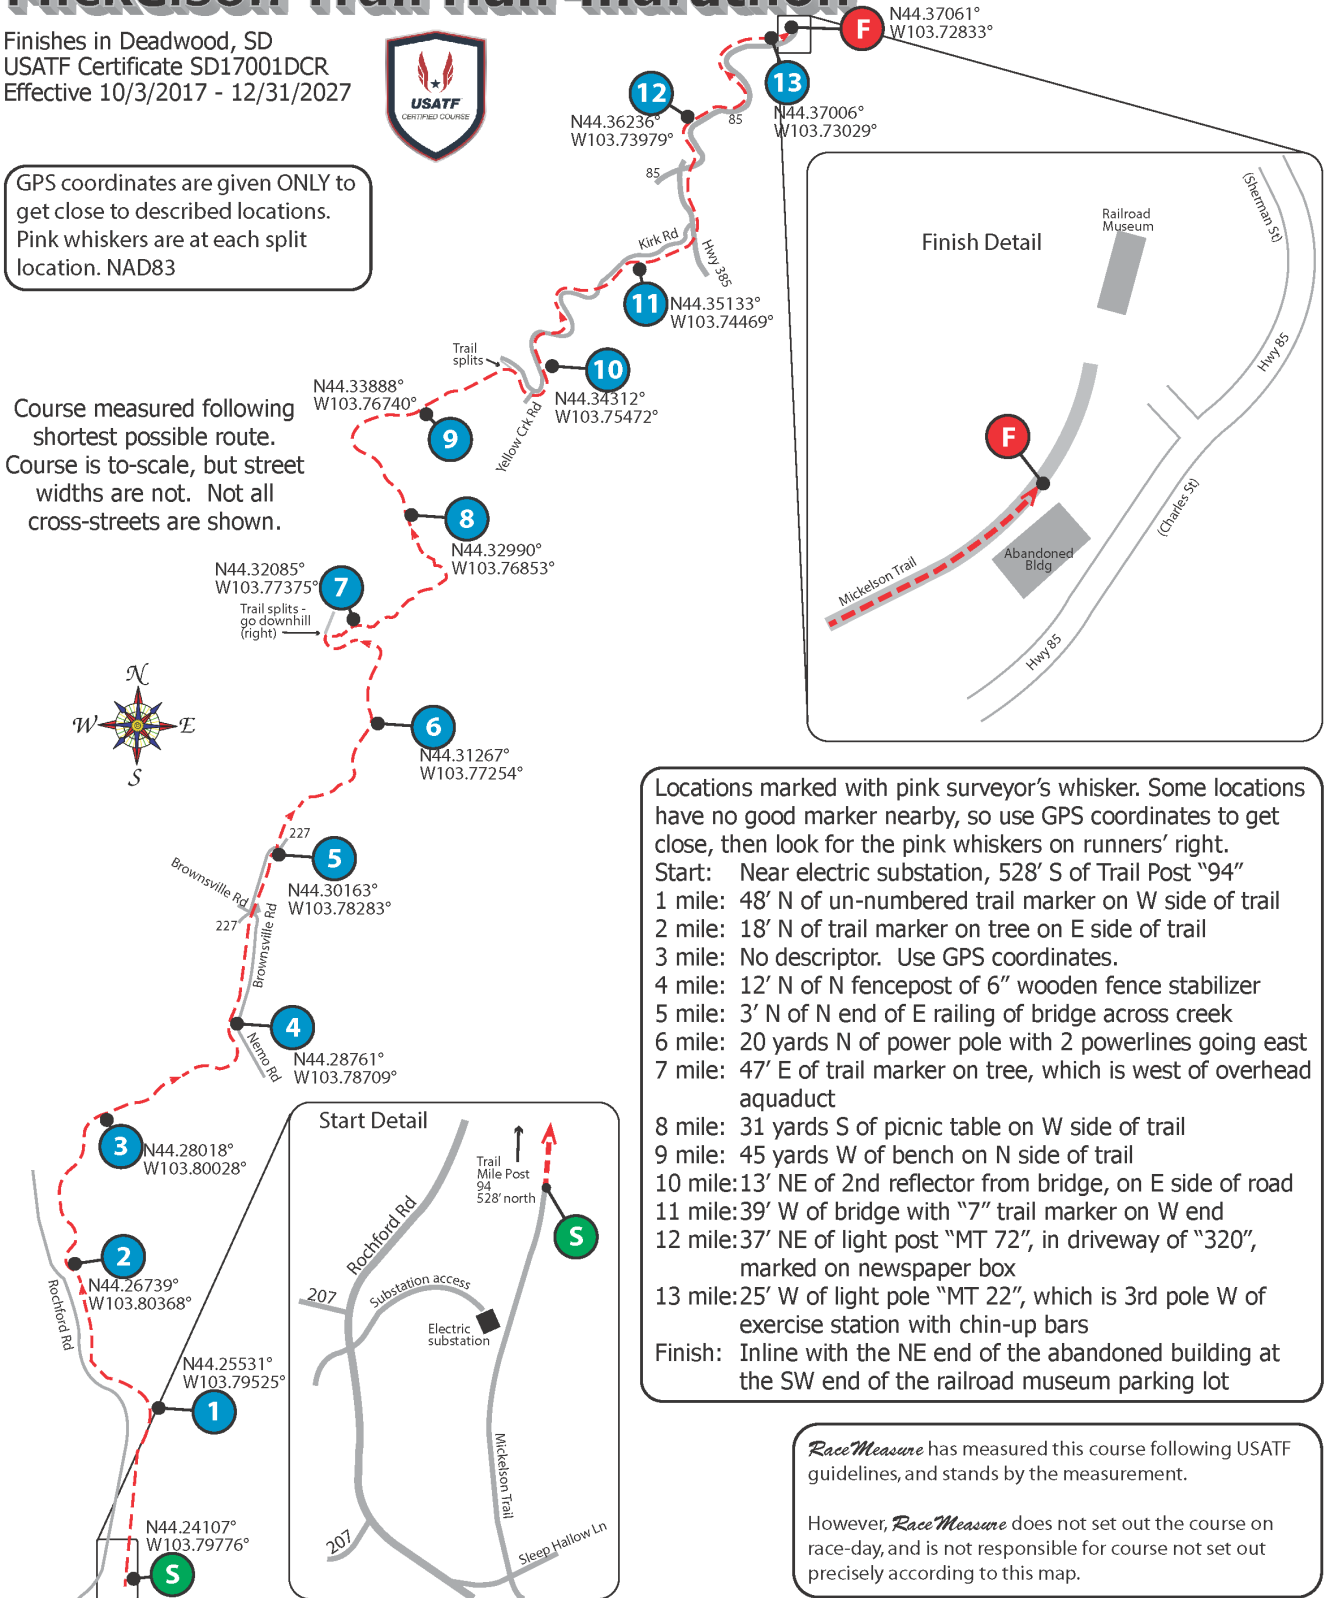 Mickelson Trail Half-Marathon
Finishes in Deadwood, SD
USATF Certificate SD17001DCR
Effective 10/3/2017 - 12/31/2027
USATF
CERTIFIED COURSE
GPS coordinates are given ONLY to
get close to described locations.
Pink whiskers are at each split
location. NAD83
Course measured following
shortest possible route.
Course is to-scale, but street
widths are not.  Not all
cross-streets are shown.
F
N44.37061°
W103.72833°
13
N44.37006°
W103.73029°
12
N44.36236°
W103.73979°
85
85
Kirk Rd
Hwy 385
11
N44.35133°
W103.74469°
Trail
splits
10
N44.34312°
W103.75472°
Yellow Crk Rd
N44.33888°
W103.76740°
9
8
N44.32990°
W103.76853°
N44.32085°
W103.77375°
7
Trail splits -
go downhill
(right)
N
W
E
S
6
N44.31267°
W103.77254°
227
5
N44.30163°
W103.78283°
Brownsville Rd
227
Brownsville Rd
4
N44.28761°
W103.78709°
Nemo Rd
3
N44.28018°
W103.80028°
2
N44.26739°
W103.80368°
Rochford Rd
N44.25531°
W103.79525°
1
N44.24107°
W103.79776°
S
Finish Detail
Railroad
Museum
(Sherman St)
Hwy 85
F
(Charles St)
Abandoned
Bldg
Mickelson Trail
Hwy 85
Start Detail
Trail
Mile Post
94
528' north
S
Rochford Rd
207
Substation access
Electric
substation
Mickelson Trail
207
Sleep Hallow Ln
Locations marked with pink surveyor's whisker. Some locations
have no good marker nearby, so use GPS coordinates to get
close, then look for the pink whiskers on runners' right.
Start: Near electric substation, 528' S of Trail Post "94"
1 mile: 48' N of un-numbered trail marker on W side of trail
2 mile: 18' N of trail marker on tree on E side of trail
3 mile: No descriptor.  Use GPS coordinates.
4 mile: 12' N of N fencepost of 6" wooden fence stabilizer
5 mile: 3' N of N end of E railing of bridge across creek
6 mile: 20 yards N of power pole with 2 powerlines going east
7 mile: 47' E of trail marker on tree, which is west of overhead
aquaduct
8 mile: 31 yards S of picnic table on W side of trail
9 mile: 45 yards W of bench on N side of trail
10 mile: 13' NE of 2nd reflector from bridge, on E side of road
11 mile: 39' W of bridge with "7" trail marker on W end
12 mile: 37' NE of light post "MT 72", in driveway of "320",
marked on newspaper box
13 mile: 25' W of light pole "MT 22", which is 3rd pole W of
exercise station with chin-up bars
Finish: Inline with the NE end of the abandoned building at
the SW end of the railroad museum parking lot
RaceMeasure has measured this course following USATF
guidelines, and stands by the measurement.
However, RaceMeasure does not set out the course on
race-day, and is not responsible for course not set out
precisely according to this map.